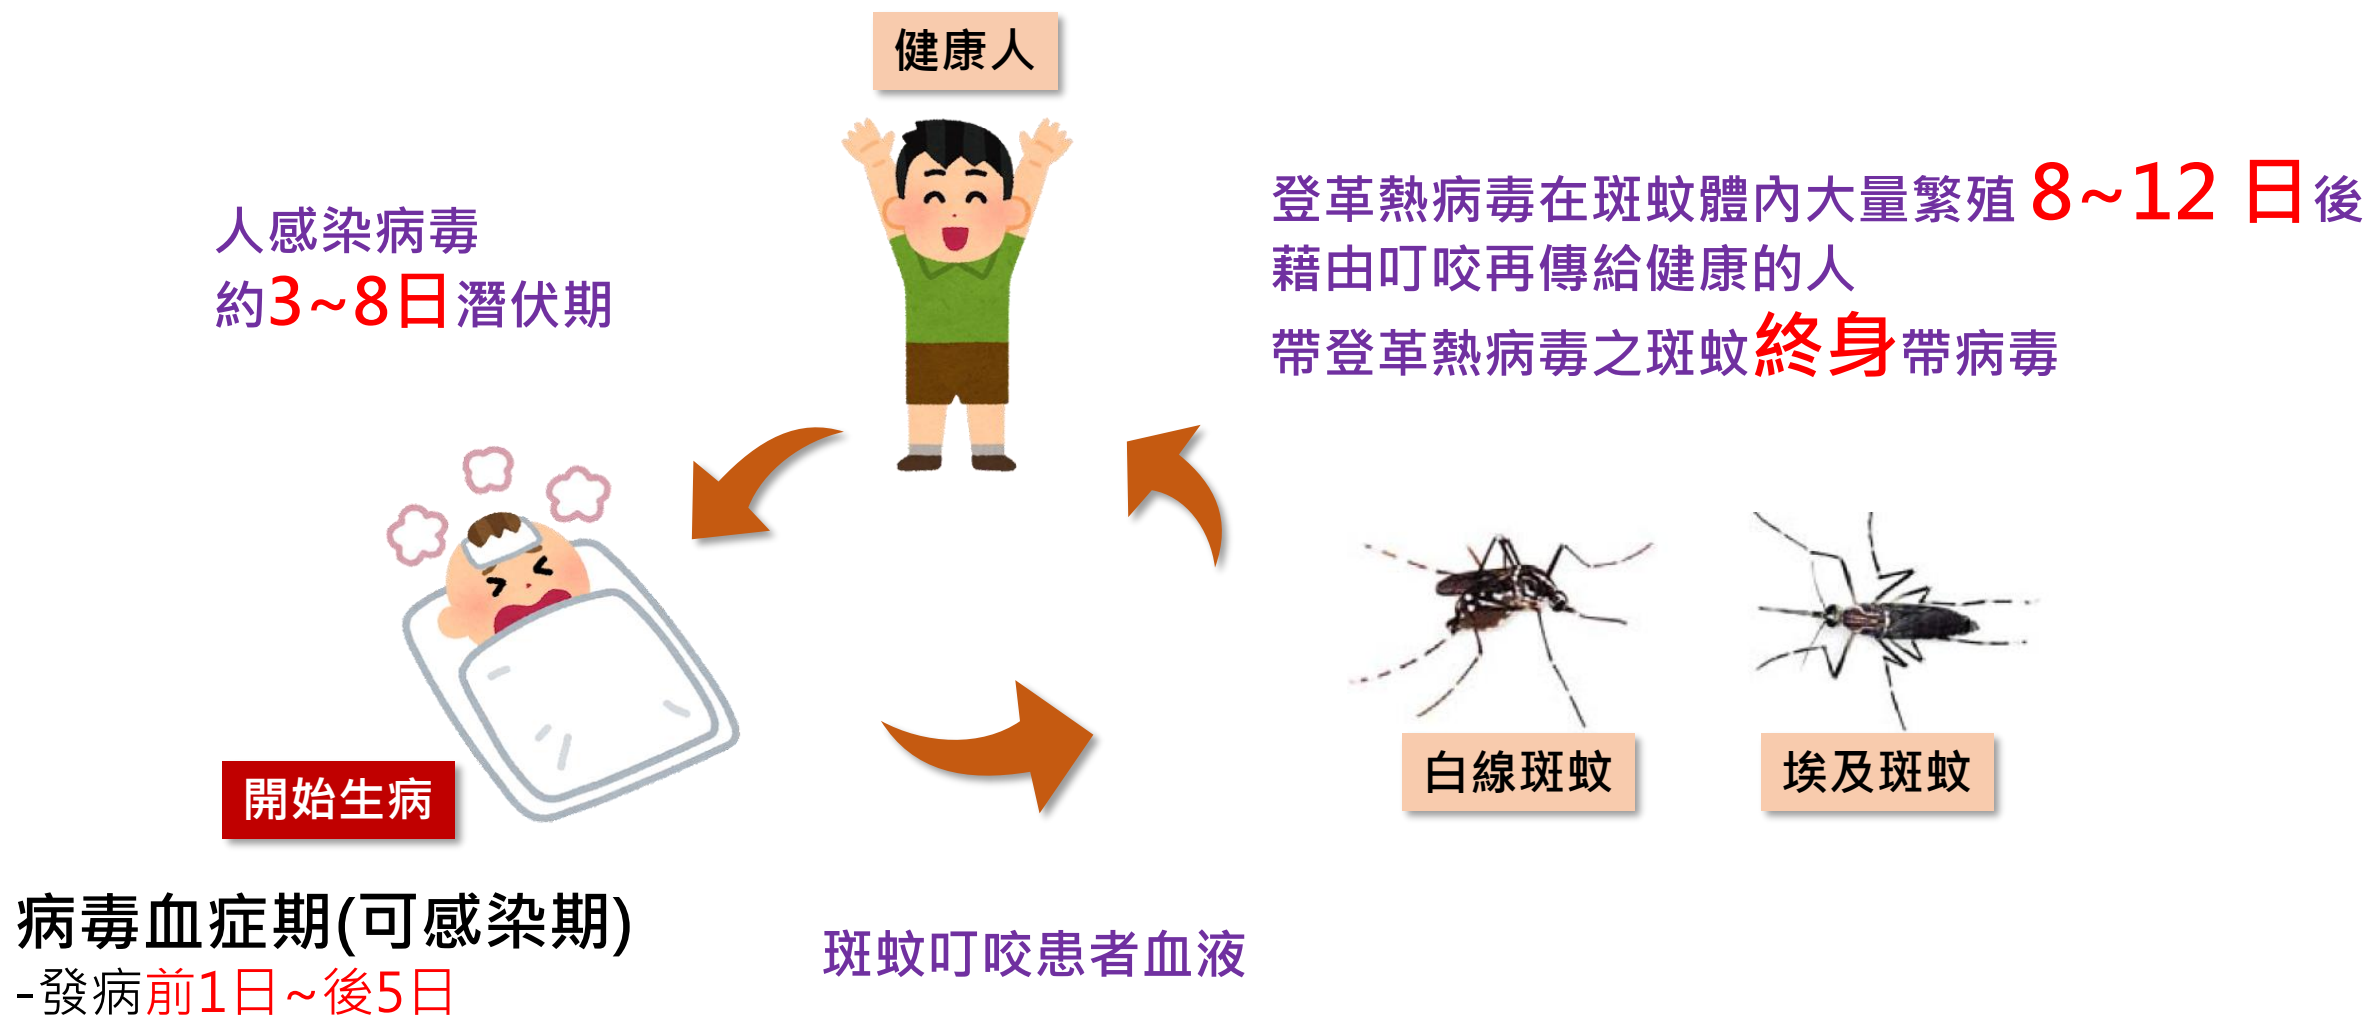 健康人
人感染病毒
約3~8日潛伏期
登革熱病毒在斑蚊體內大量繁殖8~12日後
藉由叮咬再傳給健康的人
帶登革熱病毒之斑蚊終身帶病毒
白線斑蚊
埃及斑蚊
開始生病
病毒血症期(可感染期)
-發病前1日~後5日
斑蚊叮咬患者血液